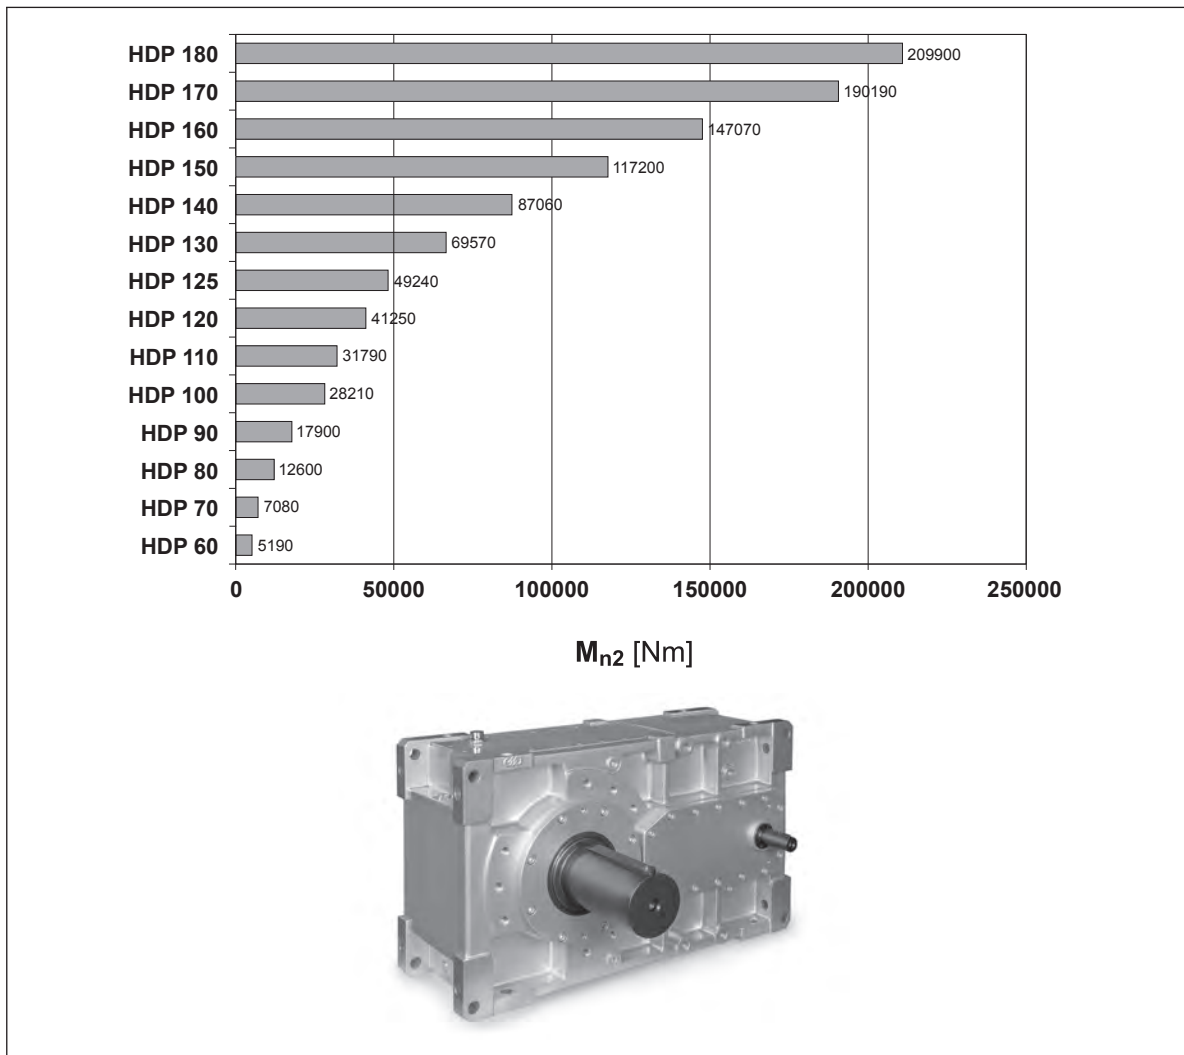 HDP 180 209900
HDP 170 190190
HDP 160 147070
HDP 150 117200
HDP 140 87060
HDP 130 69570
HDP 125 49240
HDP 120 41250
HDP 110 31790
HDP 100 28210
HDP 90 17900
HDP 80 12600
HDP 70 7080
HDP 60 5190
0 50000 100000 150000 200000 250000
Mn2 [Nm]